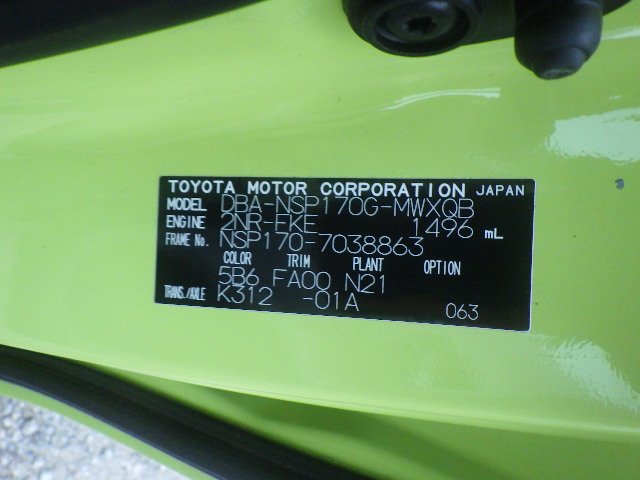 TOYOTA MOTOR CORPORATION JAPAN
MODEL DBA-NSP170G-MWXQB
ENGINE 2NR-FKE 1496 mL
FRAME No. NSP170-7038863
COLOR TRIM PLANT OPTION
5B6 FA00 N21
TRANS./AXLE K312 -01A 063